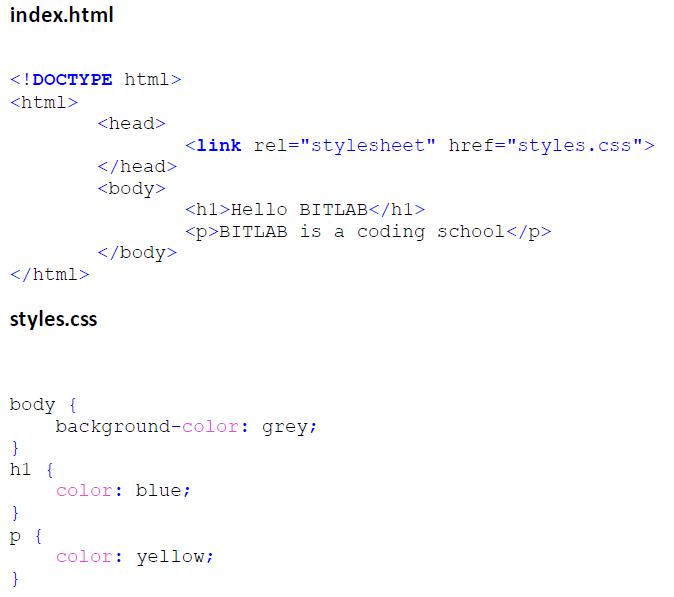 index.html
<!DOCTYPE html>
<html>
<head>
<link rel="stylesheet" href="styles.css">
</head>
<body>
<h1>Hello BITLAB</h1>
<p>BITLAB is a coding school</p>
</body>
</html>
styles.css
body {
background-color: grey;
}
h1 {
color: blue;
}
p {
color: yellow;
}